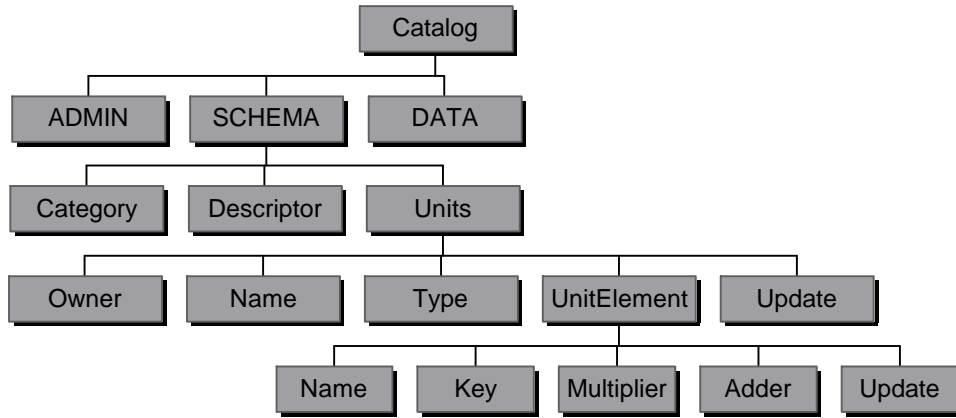 Catalog
ADMIN SCHEMA DATA
Category Descriptor Units
Owner Name Type UnitElement Update
Name Key Multiplier Adder Update